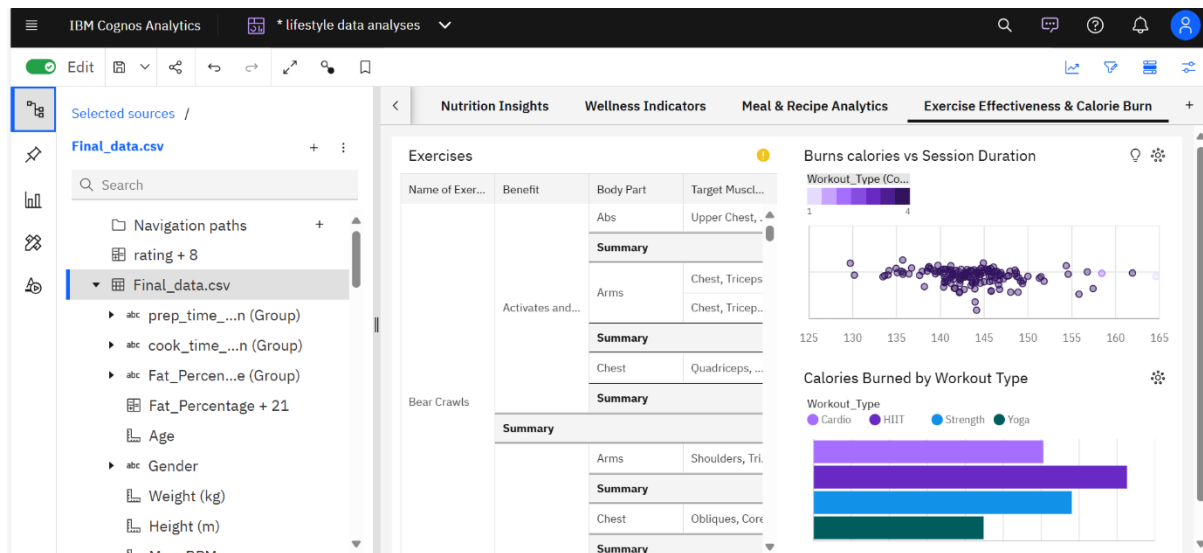 IBM Cognos Analytics
* lifestyle data analyses
Edit
Selected sources /
Final_data.csv
Search
Navigation paths
rating + 8
Final_data.csv
abc prep_time_...n (Group)
abc cook_time_...n (Group)
abc Fat_Percen...e (Group)
Fat_Percentage + 21
Age
abc Gender
Weight (kg)
Height (m)
Nutrition Insights Wellness Indicators Meal & Recipe Analytics Exercise Effectiveness & Calorie Burn
Exercises
Name of Exer... Benefit Body Part Target Muscl...
Abs Upper Chest, .
Summary
Chest, Triceps
Arms
Activates and... Chest, Tricep..
Summary
Chest Quadriceps, ...
Bear Crawls Summary
Summary
Arms Shoulders, Tri.
Summary
Chest Obliques, Core
Summary
Burns calories vs Session Duration
Workout_Type (Co...
1 4
125 130 135 140 145 150 155 160 165
Calories Burned by Workout Type
Workout_Type
Cardio HIIT Strength Yoga